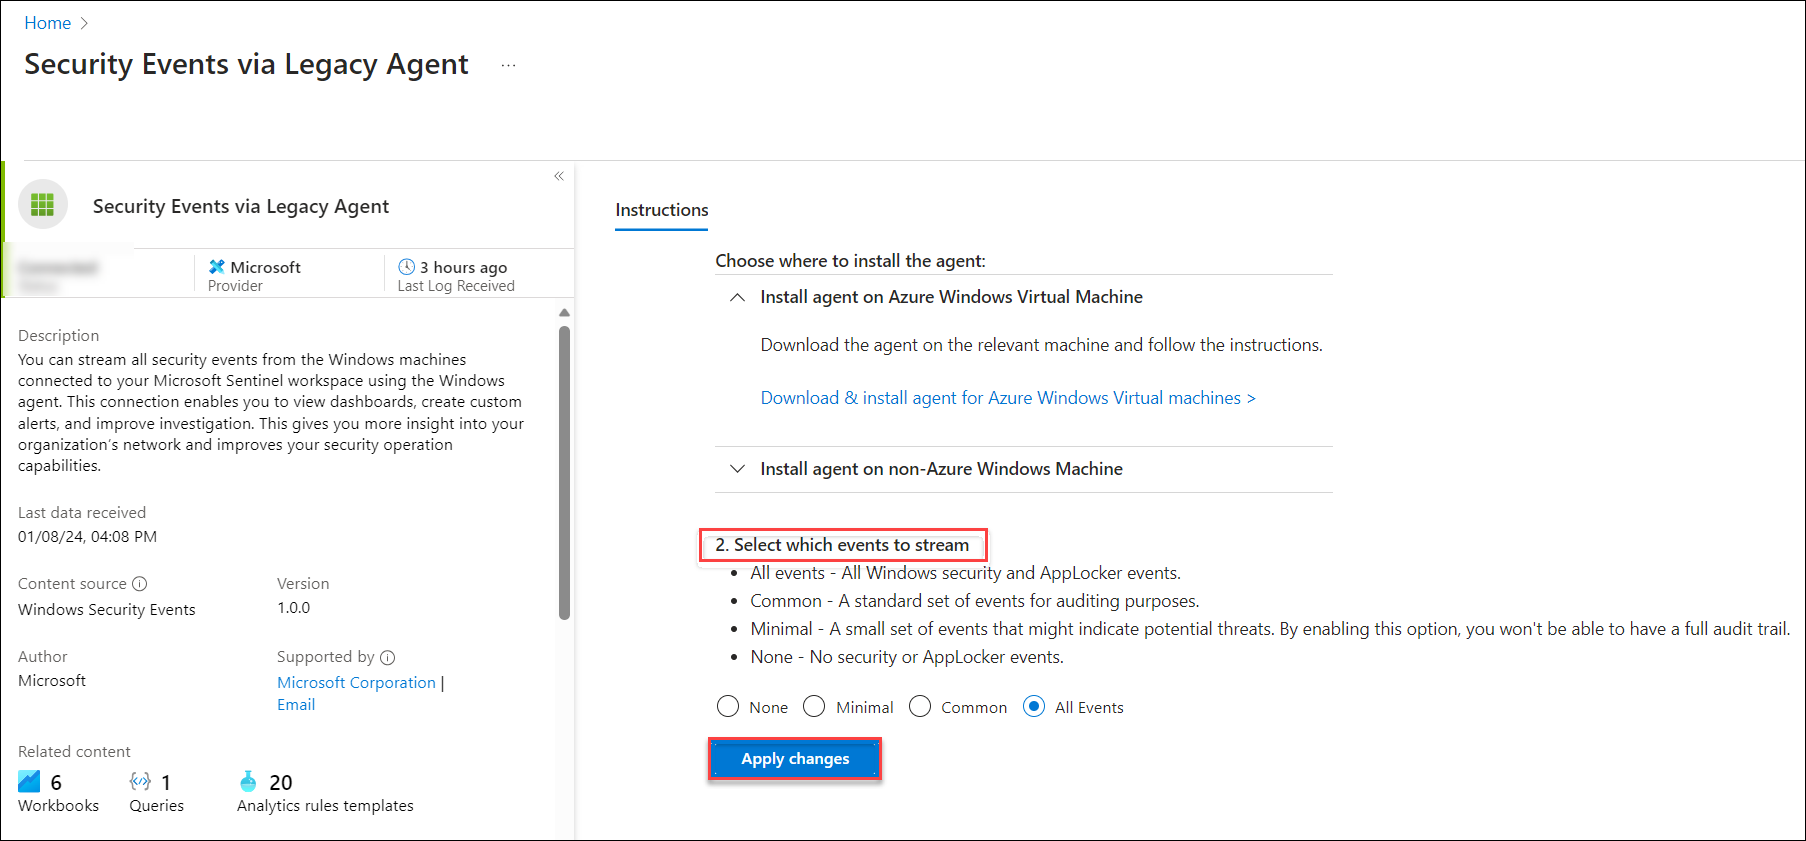 Home
Security Events via Legacy Agent ...
«
Security Events via Legacy Agent
Microsoft
Provider
3 hours ago
Last Log Received
Description
You can stream all security events from the Windows machines
connected to your Microsoft Sentinel workspace using the Windows
agent. This connection enables you to view dashboards, create custom
alerts, and improve investigation. This gives you more insight into your
organization's network and improves your security operation
capabilities.
Last data received
01/08/24, 04:08 PM
Content source
Windows Security Events
Version
1.0.0
Author
Microsoft
Supported by
Microsoft Corporation |
Email
Related content
6
Workbooks
1
Queries
20
Analytics rules templates
Instructions
Choose where to install the agent:
Install agent on Azure Windows Virtual Machine
Download the agent on the relevant machine and follow the instructions.
Download & install agent for Azure Windows Virtual machines >
Install agent on non-Azure Windows Machine
2. Select which events to stream
• All events - All Windows security and AppLocker events.
• Common - A standard set of events for auditing purposes.
• Minimal - A small set of events that might indicate potential threats. By enabling this option, you won't be able to have a full audit trail.
• None - No security or AppLocker events.
None Minimal Common All Events
Apply changes